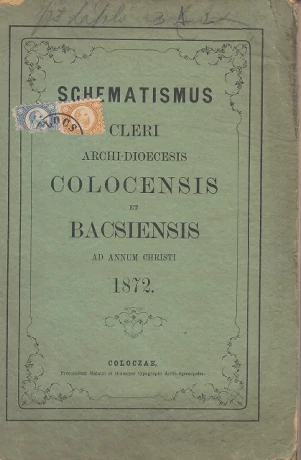 SCHEMATISMUS
CLERI
ARCHI-DIOECESIS
COLOCENSIS
ET
BACSIENSIS
AD ANNUM CHRISTI
1872.
COLOCZAE,